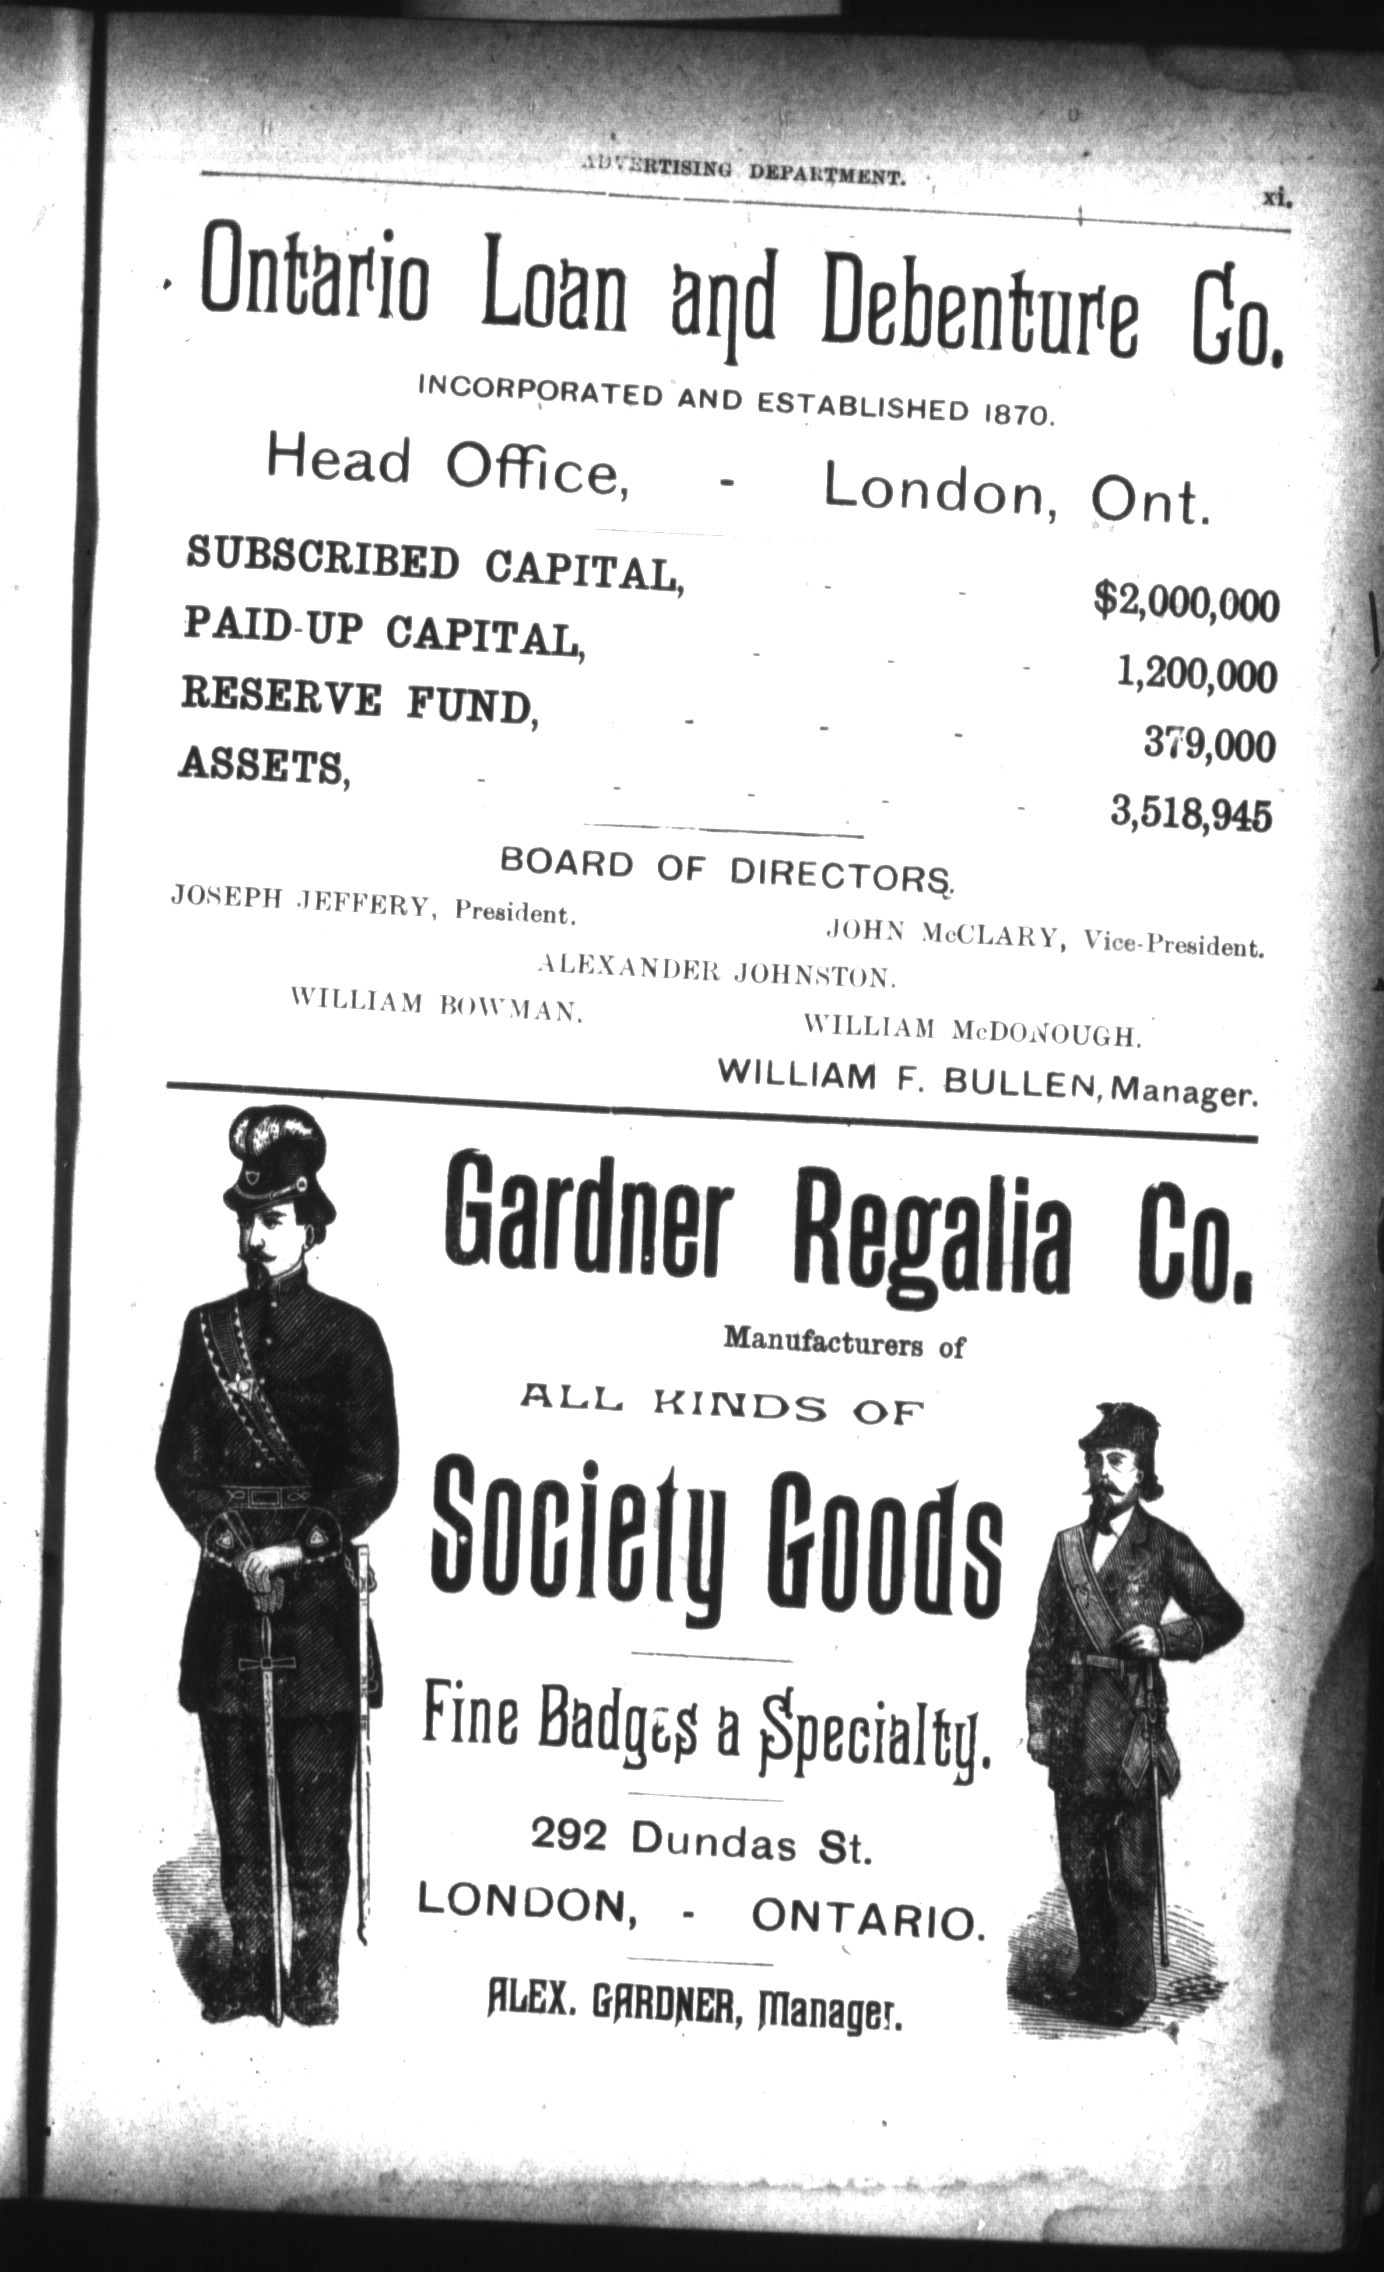 ADVERTISING DEPARTMENT. xi.
Ontario Loan and Debenture Co.
INCORPORATED AND ESTABLISHED 1870.
Head Office, - London, Ont.
SUBSCRIBED CAPITAL, - - $2,000,000
PAID-UP CAPITAL, - - - 1,200,000
RESERVE FUND, - - - 379,000
ASSETS, - - - - - 3,518,945
BOARD OF DIRECTORS.
JOSEPH JEFFERY, President. JOHN McCLARY, Vice-President.
ALEXANDER JOHNSTON.
WILLIAM BOWMAN. WILLIAM McDONOUGH.
WILLIAM F. BULLEN, Manager.
Gardner Regalia Co.
Manufacturers of
ALL KINDS OF
Society Goods
Fine Badges a Specialty.
292 Dundas St.
LONDON, - ONTARIO.
ALEX. GARDNER, Manager.